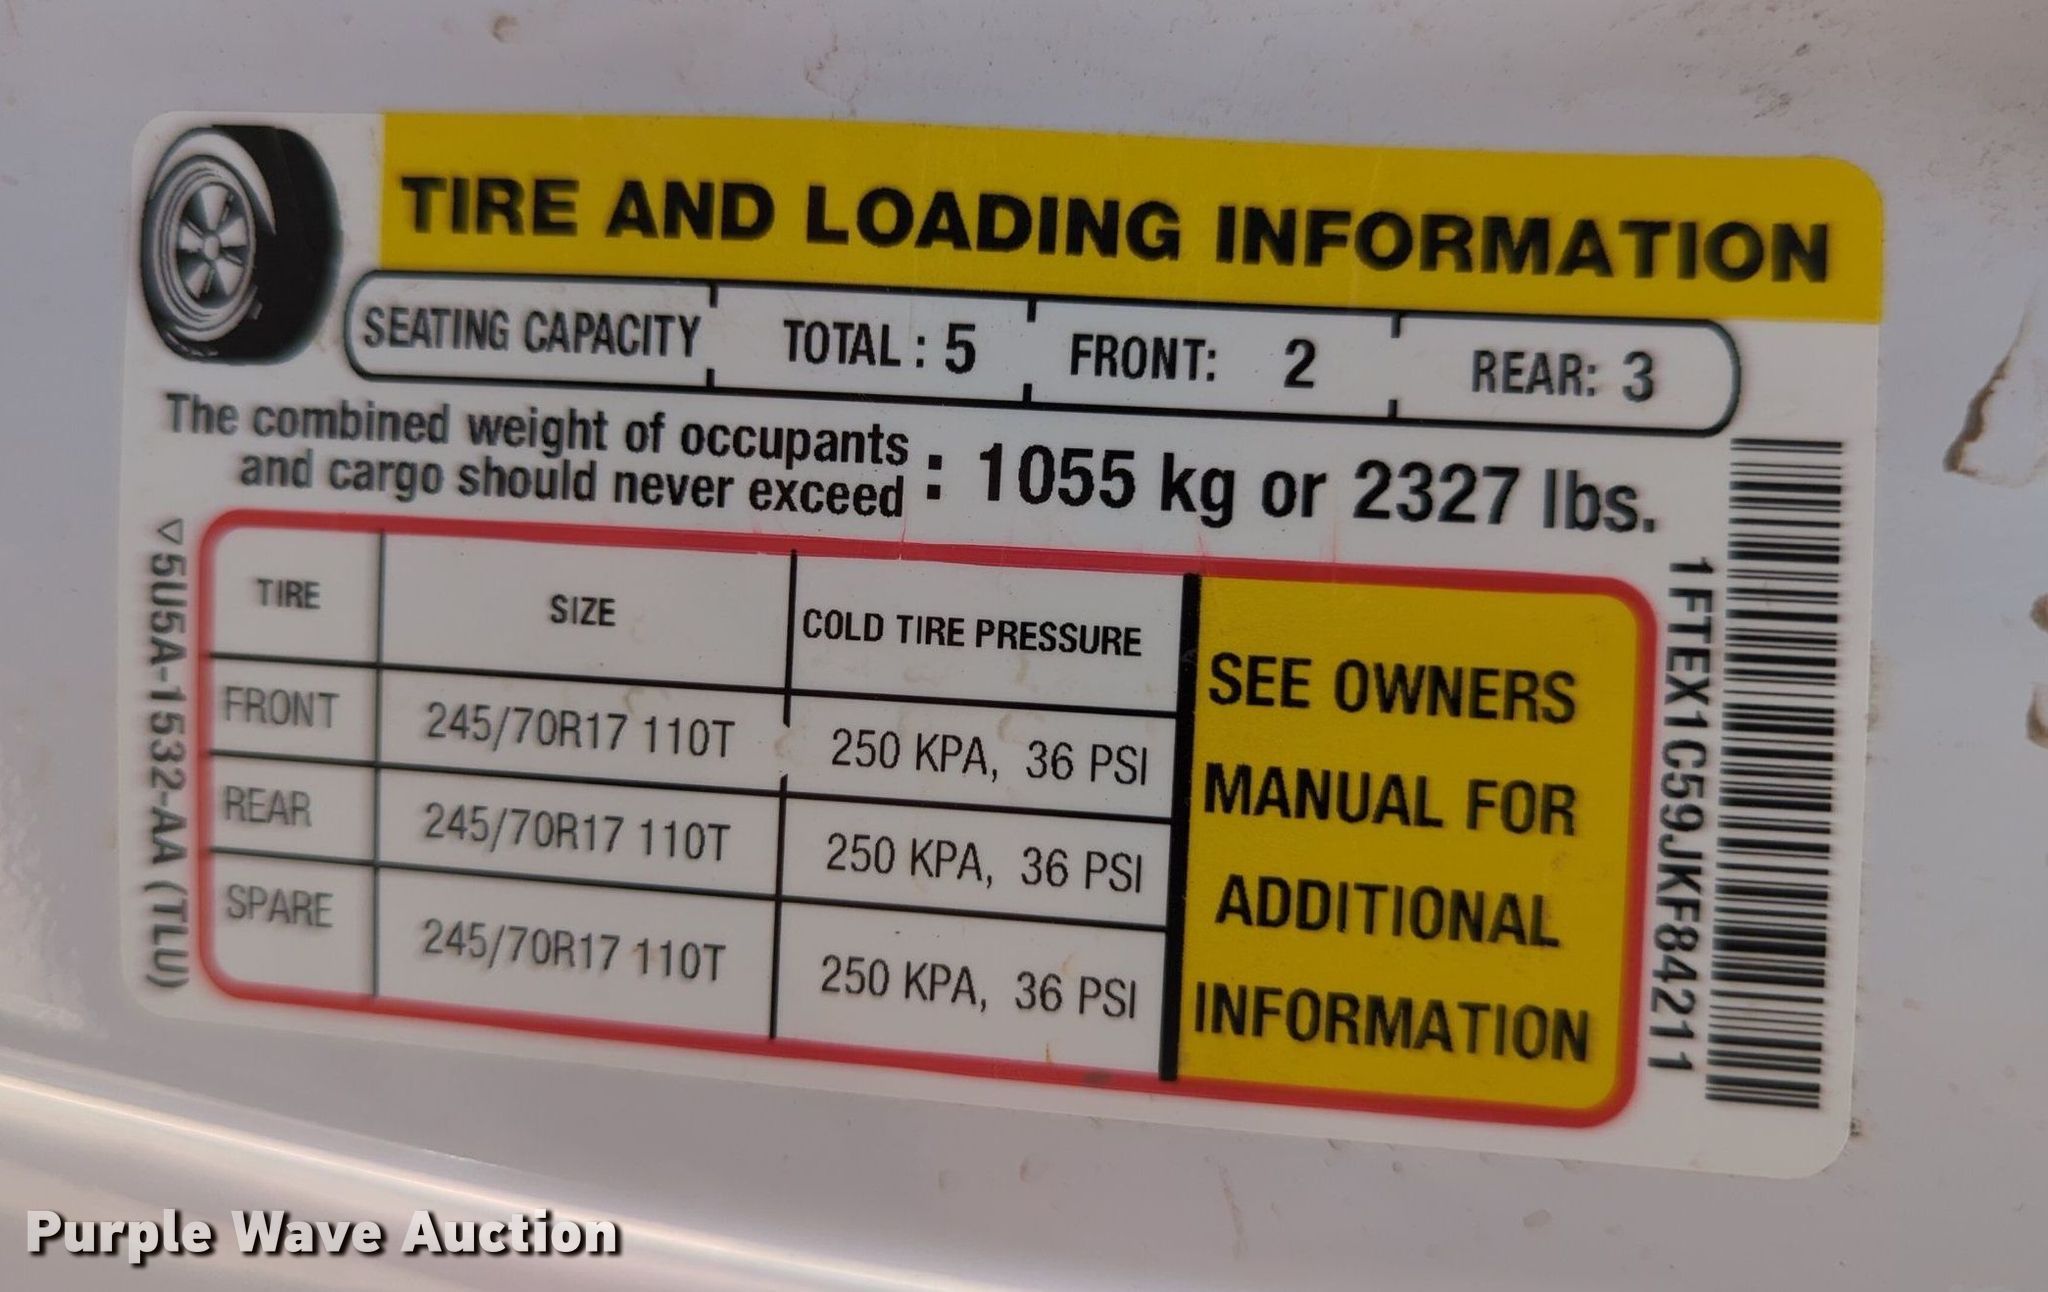 TIRE AND LOADING INFORMATION
SEATING CAPACITY TOTAL : 5 FRONT: 2 REAR: 3
The combined weight of occupants
and cargo should never exceed : 1055 kg or 2327 lbs.
TIRE SIZE COLD TIRE PRESSURE
FRONT 245/70R17 110T 250 KPA, 36 PSI
REAR 245/70R17 110T 250 KPA, 36 PSI
SPARE 245/70R17 110T 250 KPA, 36 PSI
SEE OWNERS
MANUAL FOR
ADDITIONAL
INFORMATION
5U5A-1532-AA (TLU)
1FTEX1C59JKF84211
Purple Wave Auction